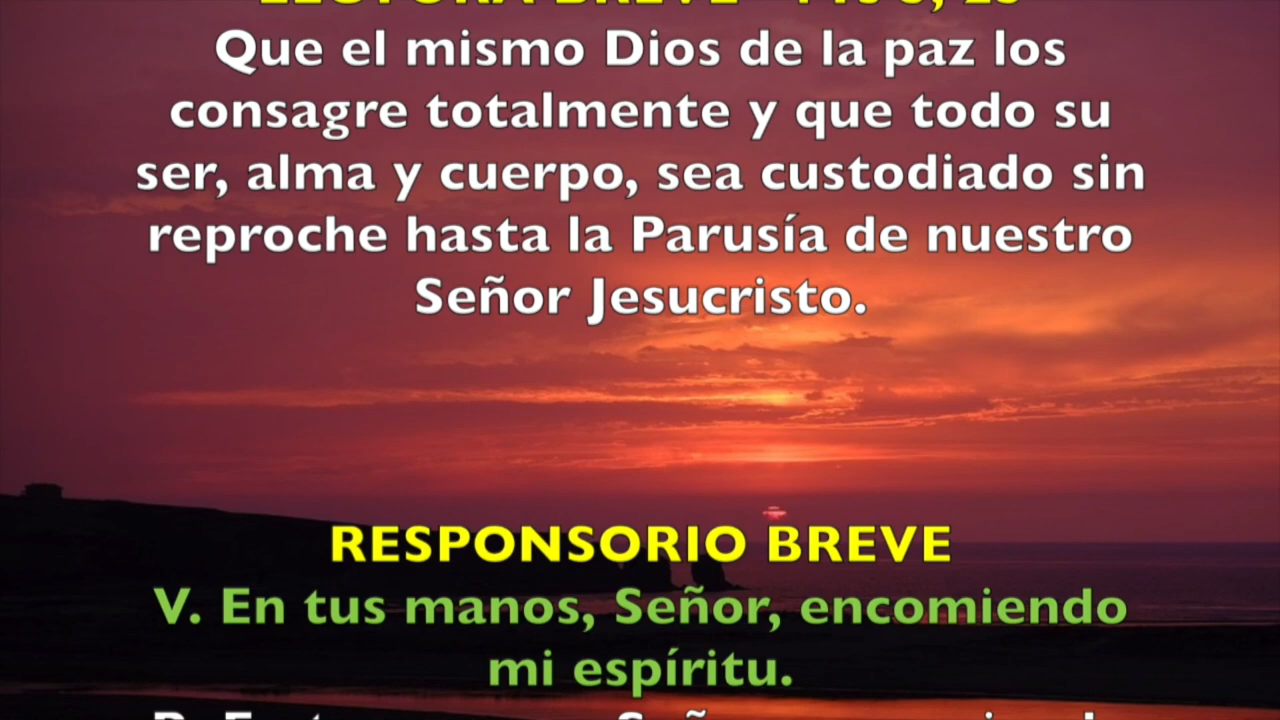 Que el mismo Dios de la paz los
consagre totalmente y que todo su
ser, alma y cuerpo, sea custodiado sin
reproche hasta la Parusía de nuestro
Señor Jesucristo.
RESPONSORIO BREVE
V. En tus manos, Señor, encomiendo
mi espíritu.